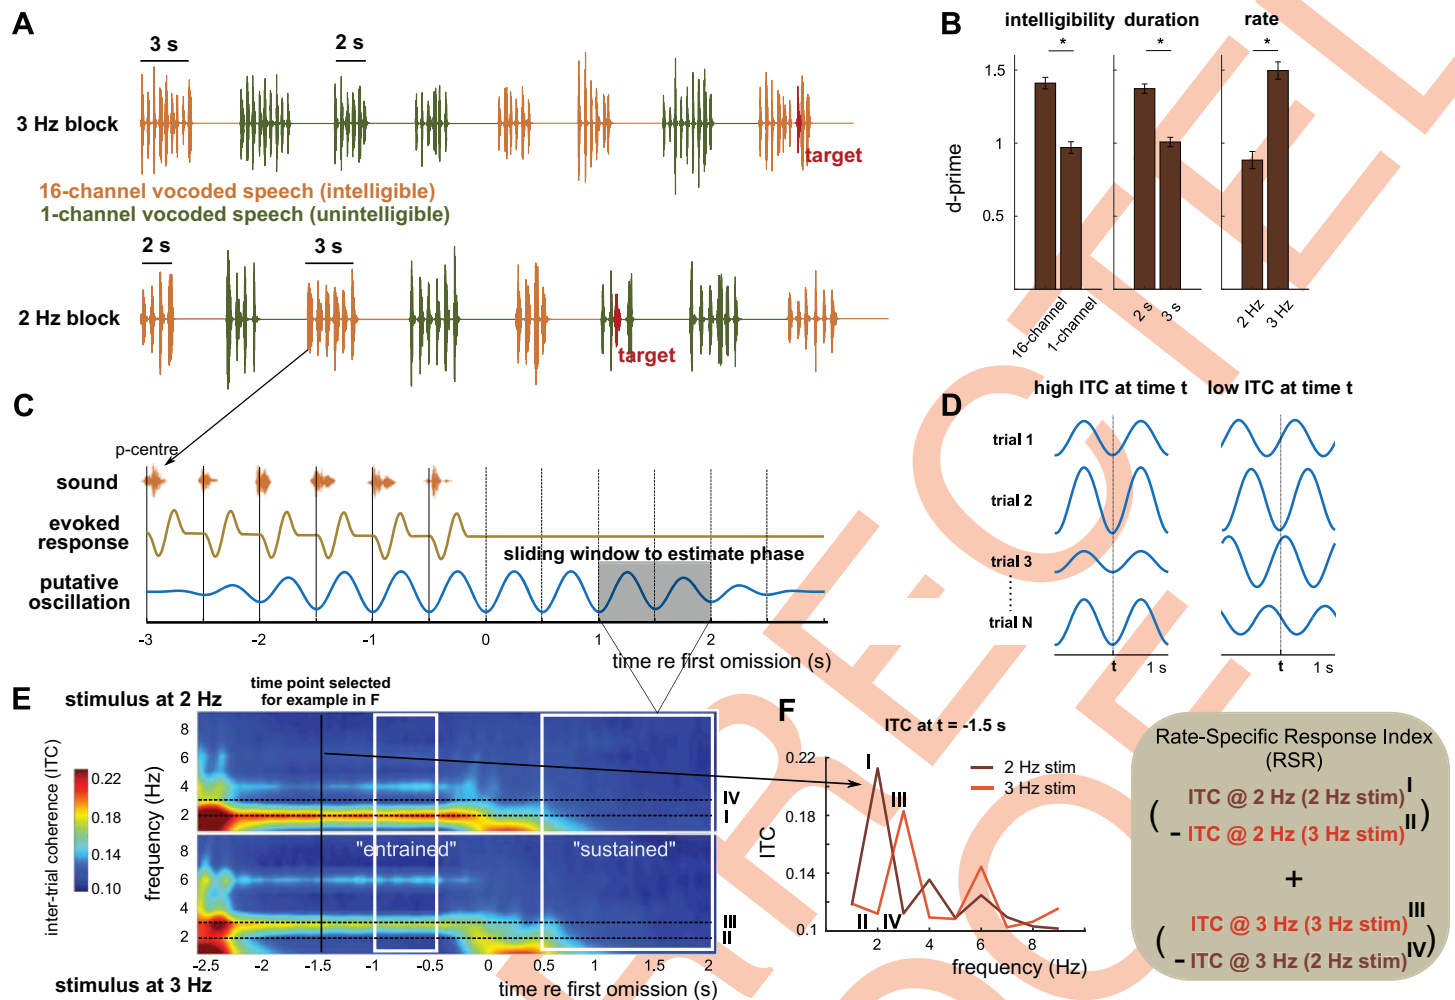 A
3 s
2 s
3 Hz block
target
16-channel vocoded speech (intelligible)
1-channel vocoded speech (unintelligible)
2 s
3 s
2 Hz block
target
B
intelligibility
duration
rate
*
*
*
d-prime
1.5
1
0.5
16-channel
1-channel
2 s
3 s
2 Hz
3 Hz
C
p-centre
sound
evoked
response
sliding window to estimate phase
putative
oscillation
-3
-2
-1
0
1
2
time re first omission (s)
D
high ITC at time t
low ITC at time t
trial 1
trial 2
trial 3
trial N
t
1 s
t
1 s
E
stimulus at 2 Hz
time point selected
for example in F
inter-trial coherence (ITC)
0.22
0.18
0.14
0.10
frequency (Hz)
8
6
4
2
IV
I
8
6
4
2
"entrained"
"sustained"
III
II
-2.5
-2
-1.5
-1
-0.5
0
0.5
1
1.5
2
stimulus at 3 Hz
time re first omission (s)
F
ITC at t = -1.5 s
ITC
0.22
0.18
0.14
0.1
I
III
II
IV
2 Hz stim
3 Hz stim
2
4
6
8
frequency (Hz)
Rate-Specific Response Index
(RSR)
( ITC @ 2 Hz (2 Hz stim) I
- ITC @ 2 Hz (3 Hz stim) II )
+
( ITC @ 3 Hz (3 Hz stim) III
- ITC @ 3 Hz (2 Hz stim) IV )